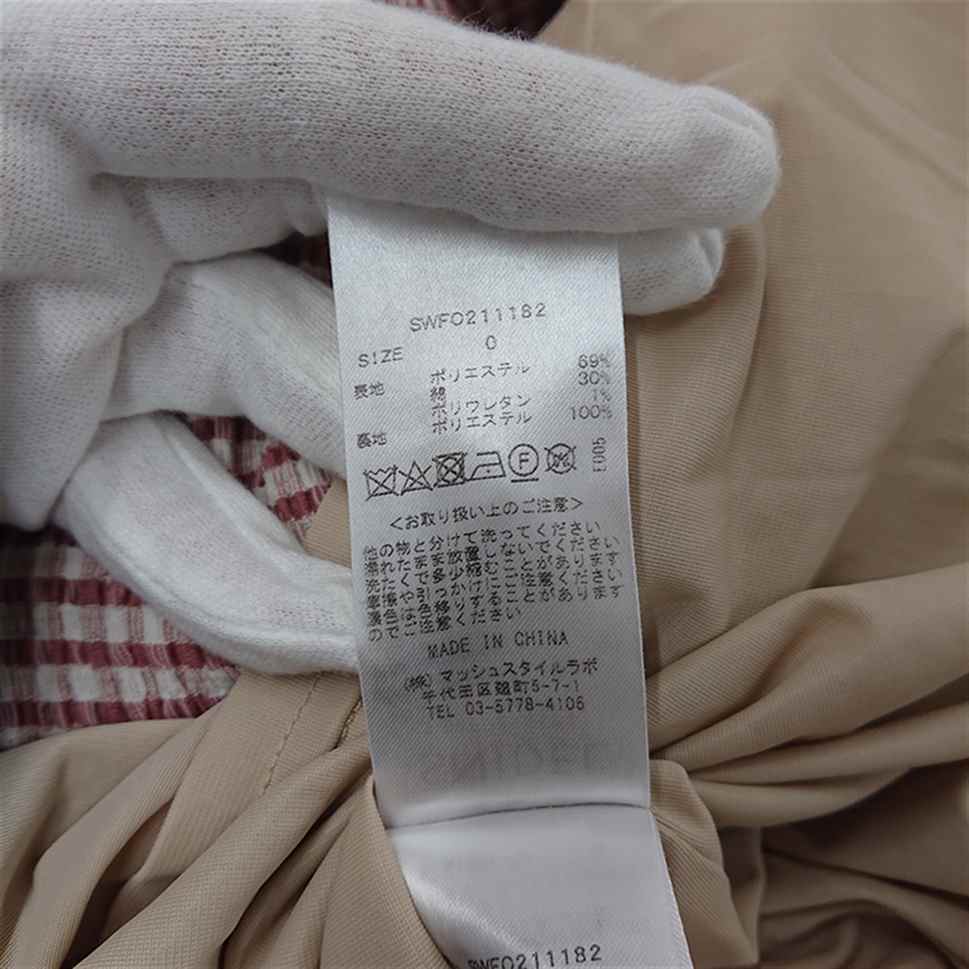 SWFO211182
SIZE 0
表地 ポリエステル 69%
綿 30%
ポリウレタン 1%
裏地 ポリエステル 100%
E005
<お取り扱い上のご注意>
他の物と分けて洗ってください
濡れたまま放置しないでください
洗たくで多少縮むことがあります
摩擦や引っかけにご注意ください
濃色は色移りすることがあります
のでご注意ください
MADE IN CHINA
(株)マッシュスタイルラボ
千代田区麹町5-7-1
TEL 03-5778-4106
SWFO211182